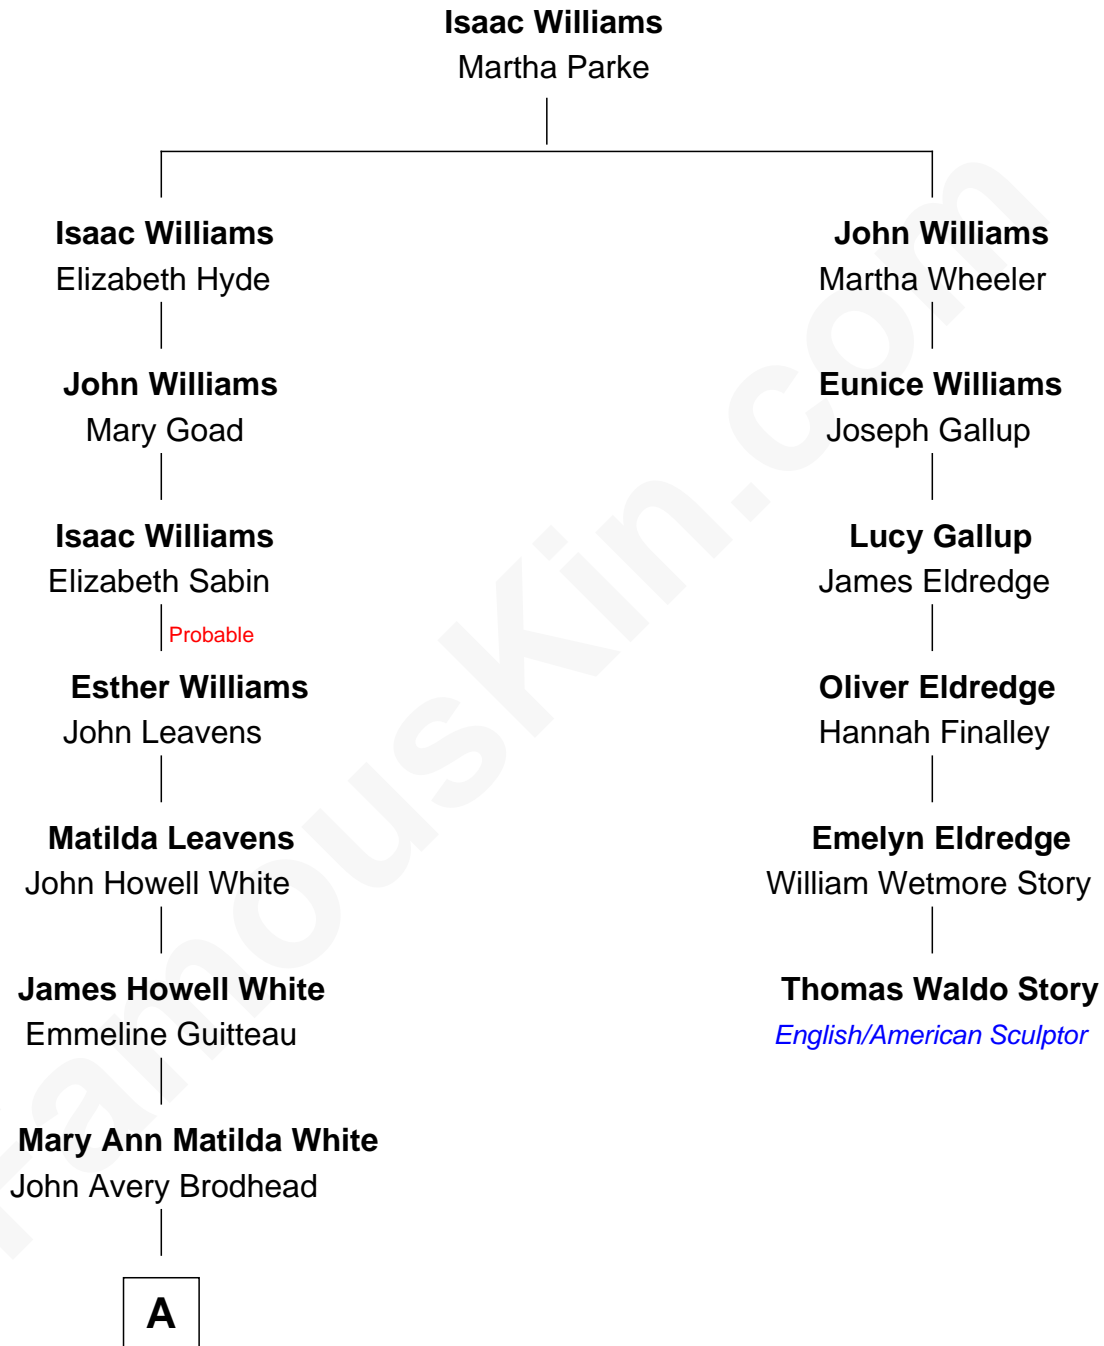 Isaac Williams
Martha Parke
Isaac Williams
Elizabeth Hyde
John Williams
Martha Wheeler
John Williams
Mary Goad
Eunice Williams
Joseph Gallup
Isaac Williams
Elizabeth Sabin
Lucy Gallup
James Eldredge
Probable
Esther Williams
John Leavens
Oliver Eldredge
Hannah Finalley
Matilda Leavens
John Howell White
Emelyn Eldredge
William Wetmore Story
James Howell White
Emmeline Guitteau
Thomas Waldo Story
English/American Sculptor
Mary Ann Matilda White
John Avery Brodhead
A
FamousKin.com